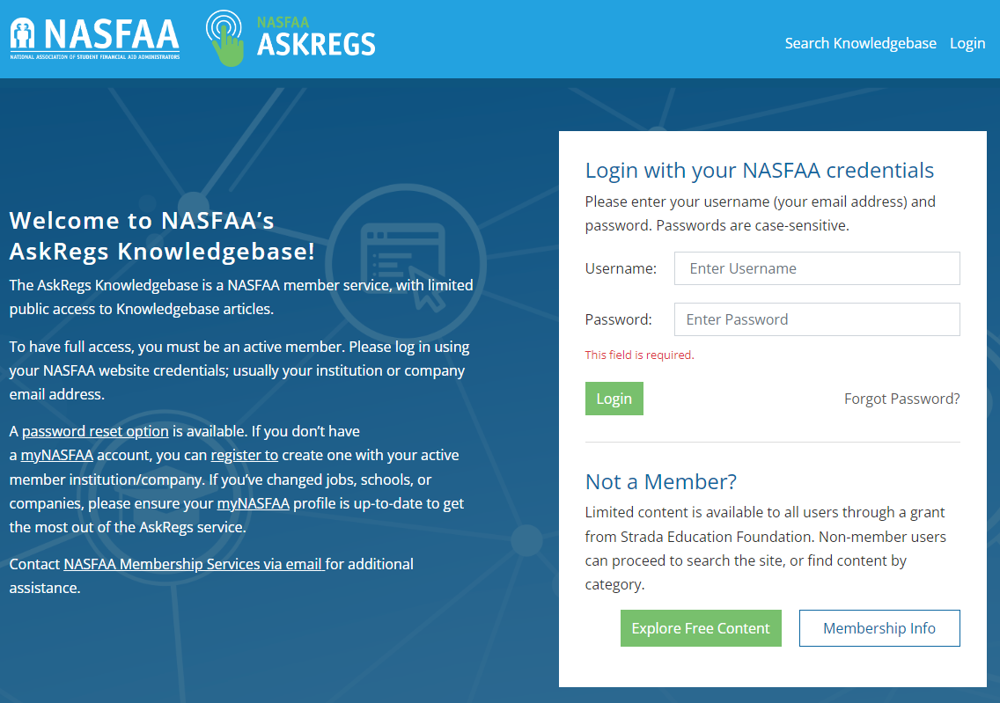 NASFAA
NATIONAL ASSOCIATION OF STUDENT FINANCIAL AID ADMINISTRATORS
NASFAA
ASKREGS
Search Knowledgebase
Login
Welcome to NASFAA’s
AskRegs Knowledgebase!
The AskRegs Knowledgebase is a NASFAA member service, with limited
public access to Knowledgebase articles.
To have full access, you must be an active member. Please log in using
your NASFAA website credentials; usually your institution or company
email address.
A password reset option is available. If you don’t have
a myNASFAA account, you can register to create one with your active
member institution/company. If you’ve changed jobs, schools, or
companies, please ensure your myNASFAA profile is up-to-date to get
the most out of the AskRegs service.
Contact NASFAA Membership Services via email for additional
assistance.
Login with your NASFAA credentials
Please enter your username (your email address) and
password. Passwords are case-sensitive.
Username:
Enter Username
Password:
Enter Password
This field is required.
Login
Forgot Password?
Not a Member?
Limited content is available to all users through a grant
from Strada Education Foundation. Non-member users
can proceed to search the site, or find content by
category.
Explore Free Content
Membership Info